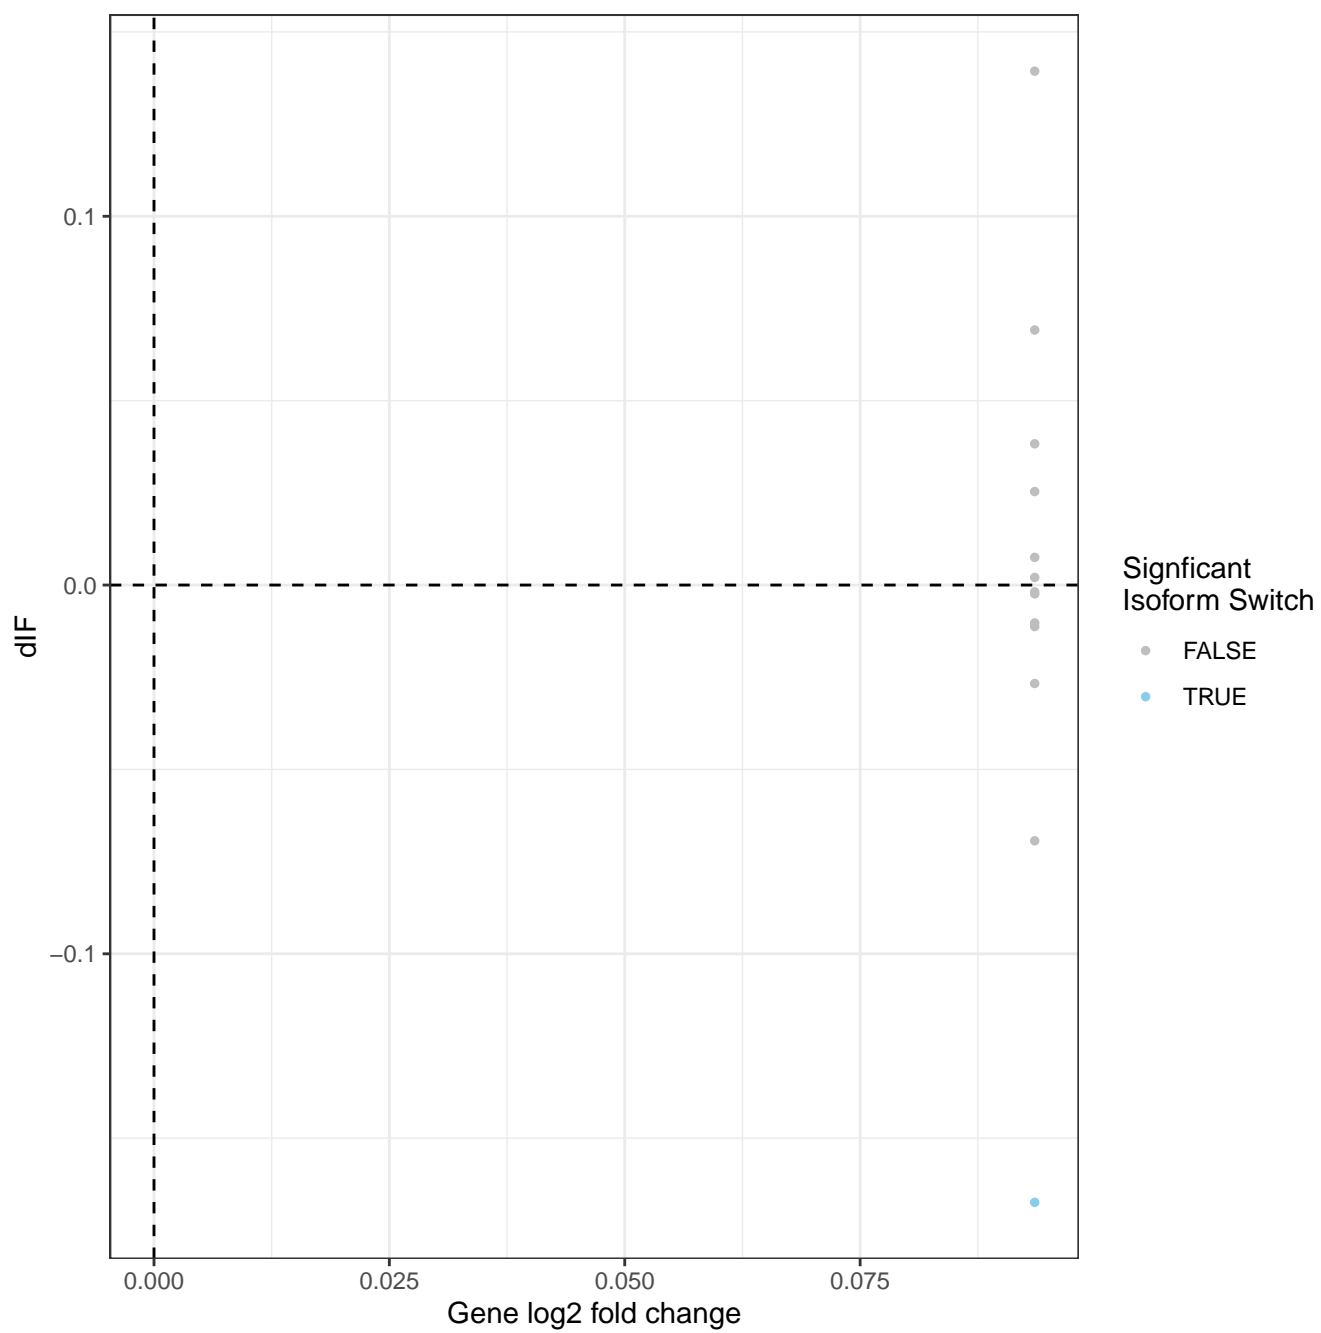 0.1
0.0
−0.1
dIF
0.000
0.025
0.050
0.075
Gene log2 fold change
Signficant
Isoform Switch
FALSE
TRUE